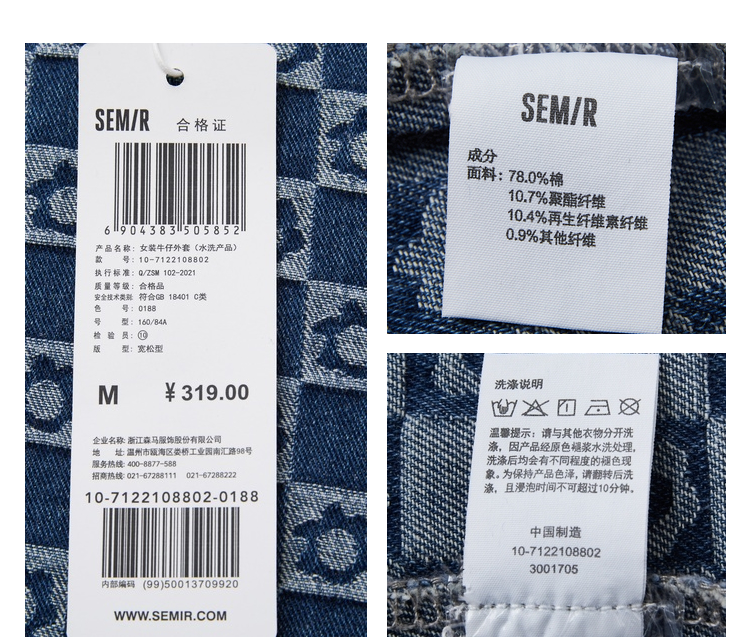 SEMIR 合格证
6 904383 505852
产品名称: 女装牛仔外套(水洗产品)
款 号: 10-7122108802
执行标准: Q/ZSM 102-2021
质量等级: 合格品
安全技术类别: 符合GB 18401 C类
色 号: 0188
号 型: 160/84A
检 验 员: ⑩
版 型: 宽松型
M ¥319.00
企业名称: 浙江森马服饰股份有限公司
地 址: 温州市瓯海区娄桥工业园南汇路98号
服务热线: 400-8877-588
招商热线: 021-67288111 021-67288222
10-7122108802-0188
内部编码 (99)50013709920
WWW.SEMIR.COM
SEMIR
成分
面料: 78.0%棉
10.7%聚酯纤维
10.4%再生纤维素纤维
0.9%其他纤维
洗涤说明
温馨提示: 请与其他衣物分开洗
涤, 因产品经原色褪浆水洗处理,
洗涤后均会有不同程度的褪色现
象。为保持产品色泽, 请翻转后洗
涤, 且浸泡时间不可超过10分钟。
中国制造
10-7122108802
3001705